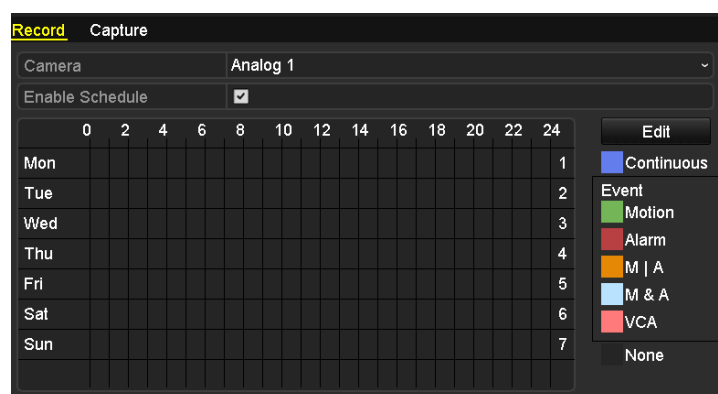 Record Capture
Camera Analog 1
Enable Schedule
0 2 4 6 8 10 12 14 16 18 20 22 24 Edit
Mon 1 Continuous
Tue 2 Event
Motion
Wed 3
Alarm
Thu 4
M | A
Fri 5
M & A
Sat 6
VCA
Sun 7
None